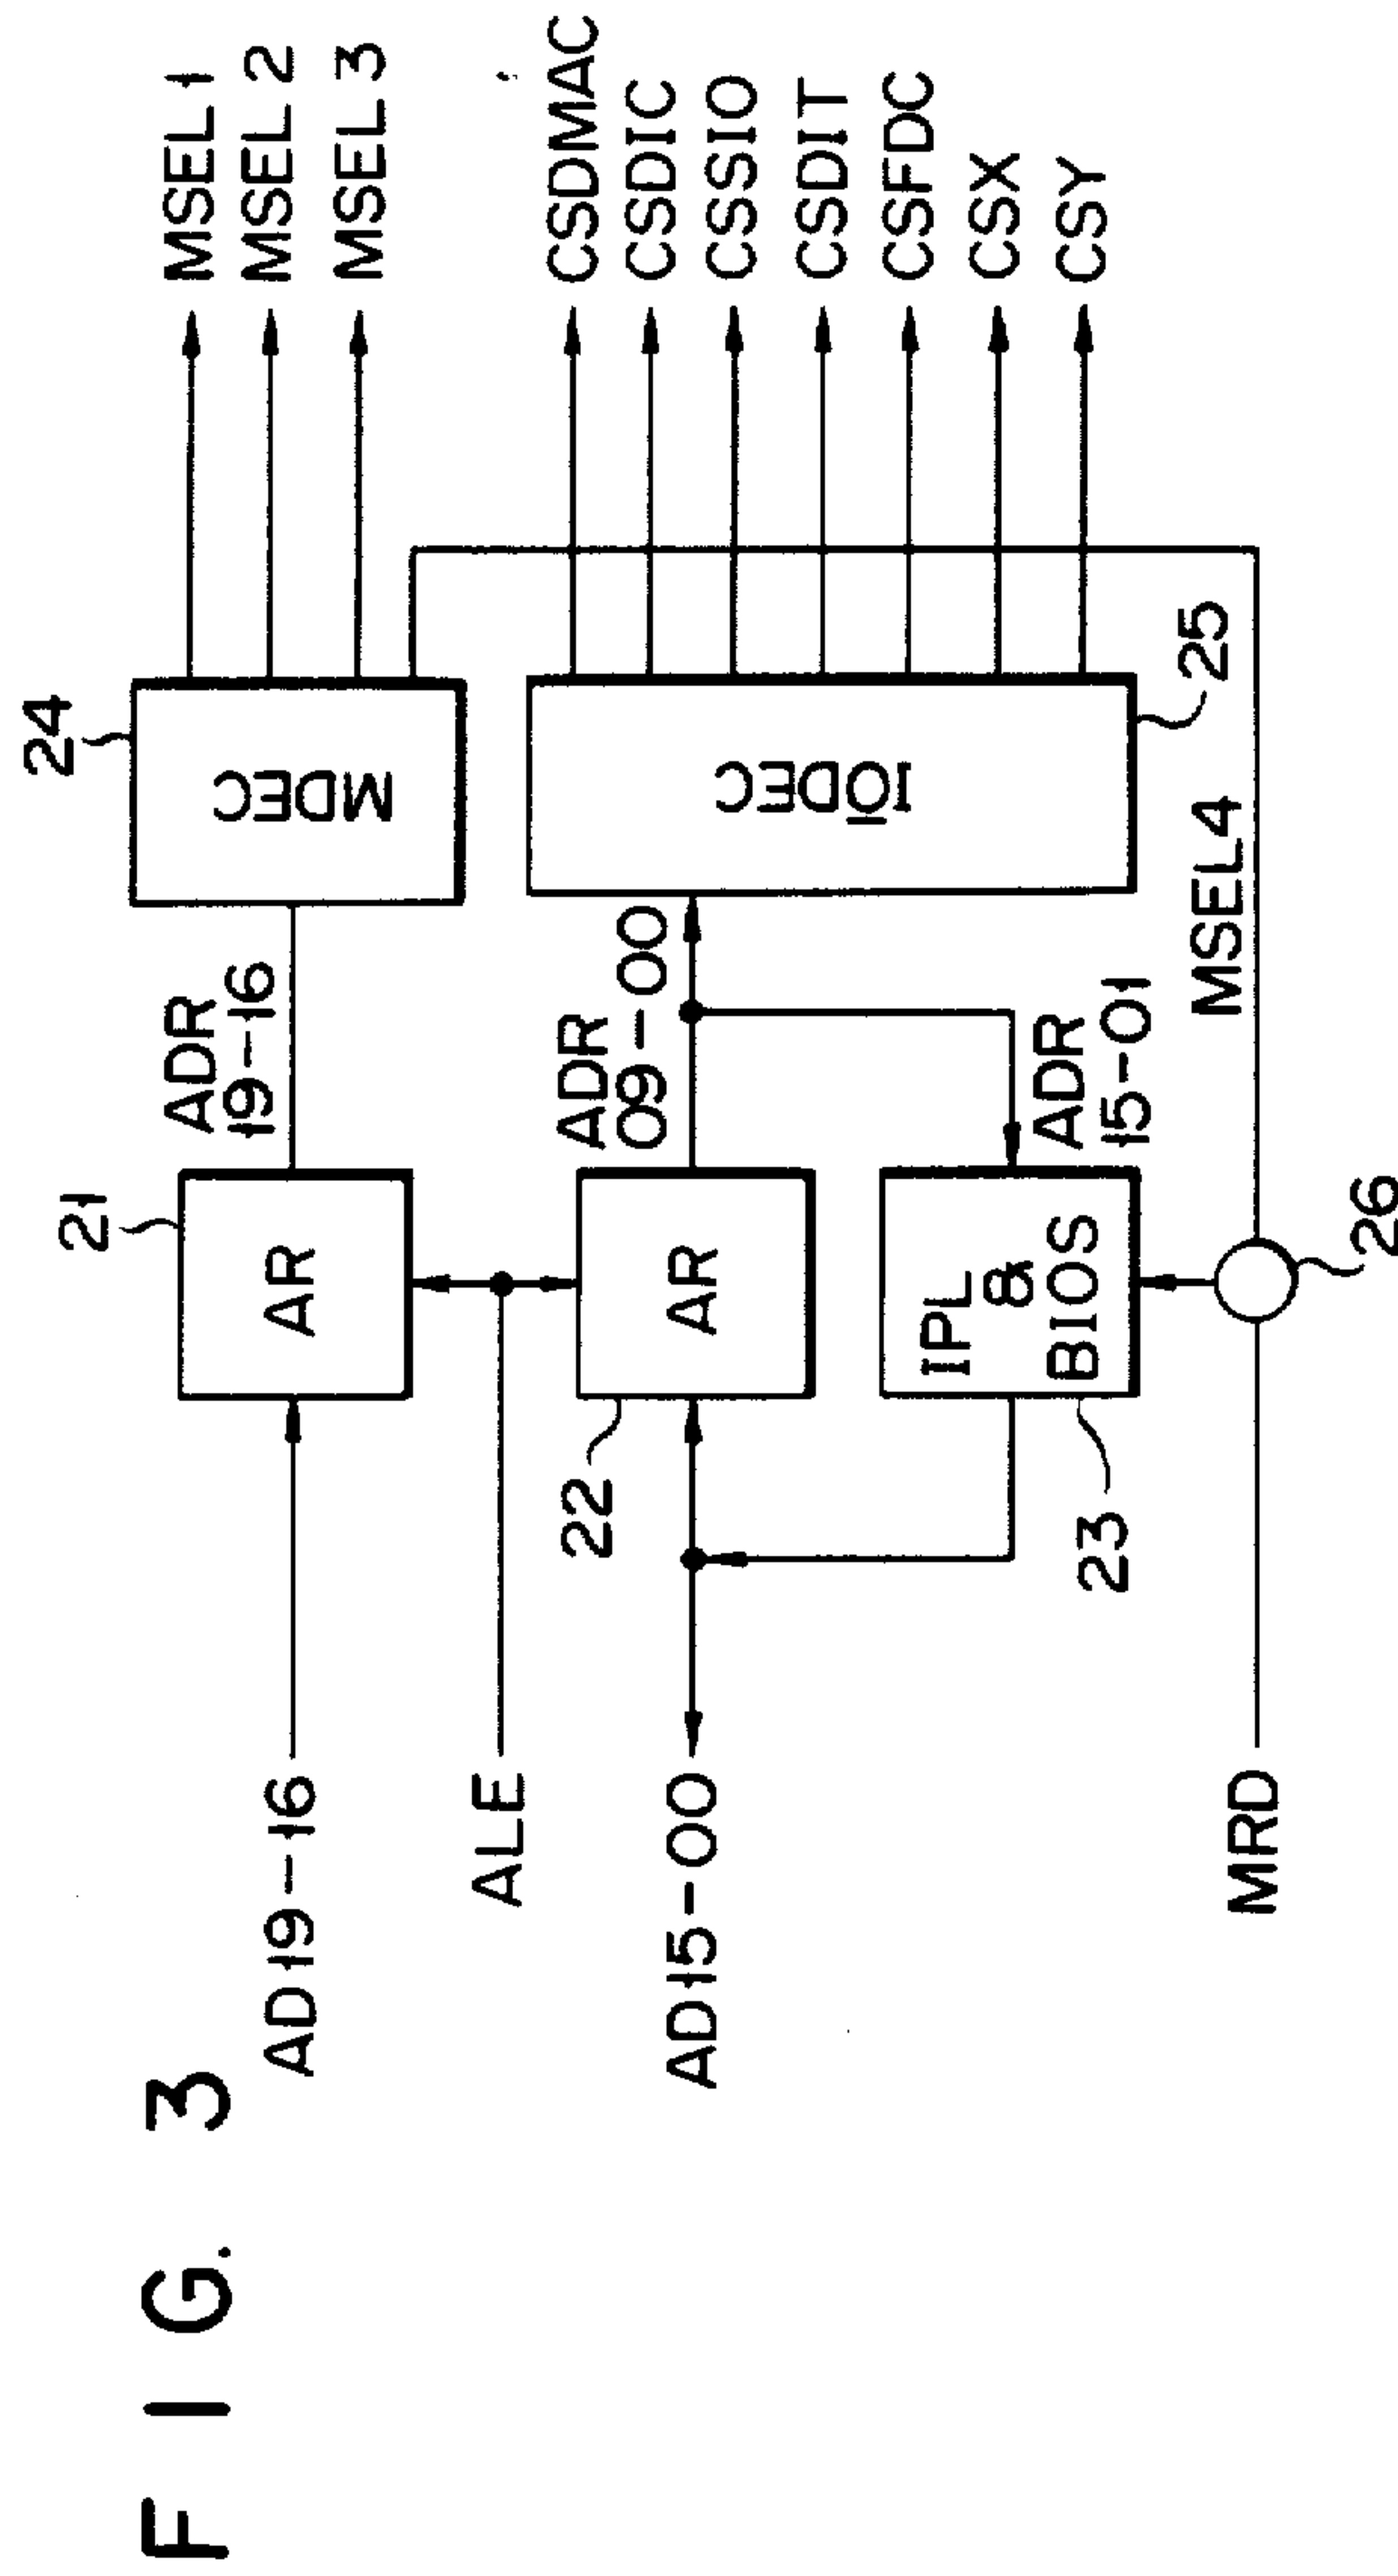 FIG. 3
AD19-16
ALE
AD15-00
MRD
21
AR
22
AR
23
IPL
&
BIOS
26
ADR
19-16
ADR
09-00
ADR
15-01
MSEL4
24
MDEC
IODEC
25
MSEL 1
MSEL 2
MSEL 3
CSDMAC
CSDIC
CSSIO
CSDIT
CSFDC
CSX
CSY